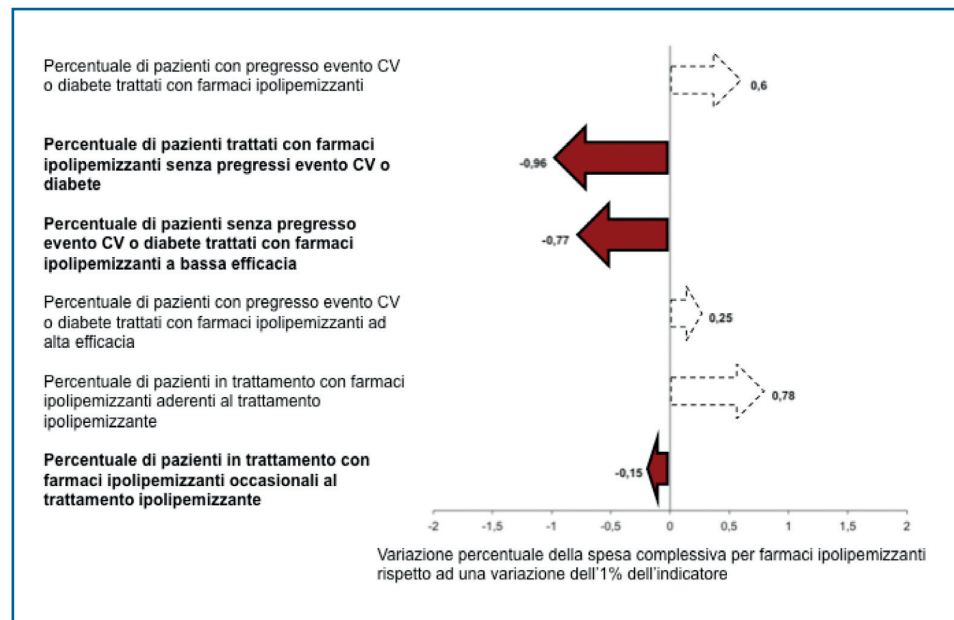 Percentuale di pazienti con pregresso evento CV
o diabete trattati con farmaci ipolipemizzanti
0,6
Percentuale di pazienti trattati con farmaci
ipolipemizzanti senza pregressi evento CV o
diabete
-0,96
Percentuale di pazienti senza pregresso
evento CV o diabete trattati con farmaci
ipolipemizzanti a bassa efficacia
-0,77
Percentuale di pazienti con pregresso evento CV
o diabete trattati con farmaci ipolipemizzanti ad
alta efficacia
0,25
Percentuale di pazienti in trattamento con farmaci
ipolipemizzanti aderenti al trattamento
ipolipemizzante
0,78
Percentuale di pazienti in trattamento con
farmaci ipolipemizzanti occasionali al
trattamento ipolipemizzante
-0,15
-2 -1,5 -1 -0,5 0 0,5 1 1,5 2
Variazione percentuale della spesa complessiva per farmaci ipolipemizzanti
rispetto ad una variazione dell'1% dell'indicatore